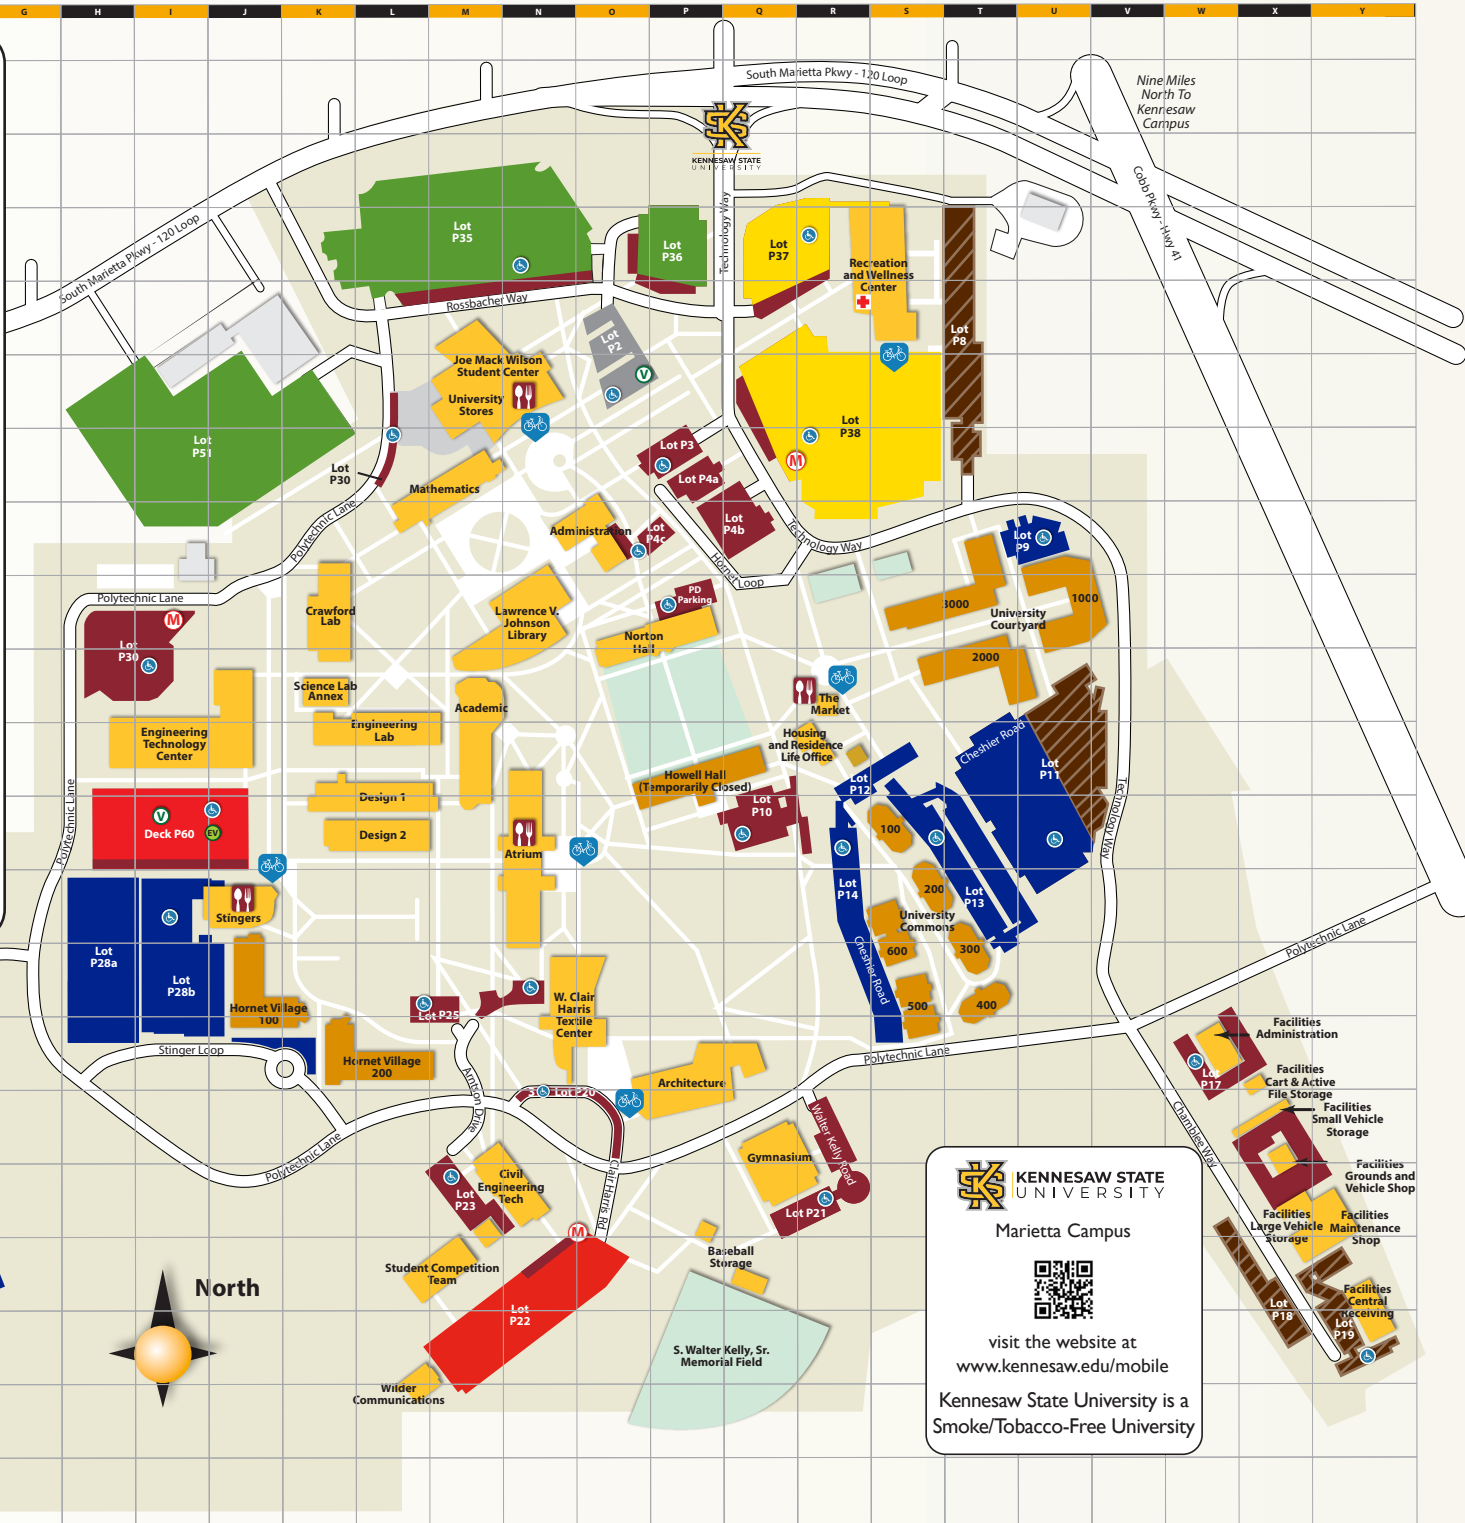 G H I J K L M N O P Q R S T U V W X Y
South Marietta Pkwy - 120 Loop
Nine Miles
North To
Kennesaw
Campus
KENNESAW STATE
UNIVERSITY
Cobb Pkwy - Hwy 41
South Marietta Pkwy - 120 Loop
Technology Way
Lot
P35
Lot
P36
Lot
P37
Recreation
and Wellness
Center
Rossbacher Way
Lot
P8
Lot
P2
V
Joe Mack Wilson
Student Center
University
Stores
Lot
P38
M
Lot
P51
Lot
P30
Lot P3
Lot P4a
Lot
P4b
Mathematics
Administration
Lot
P4c
Technology Way
Lot
P9
Polytechnic Lane
Hornet Loop
Polytechnic Lane
PD
Parking
3000
1000
University
Courtyard
2000
M
Lot
P30
Crawford
Lab
Lawrence V.
Johnson
Library
Norton
Hall
Science Lab
Annex
Academic
The
Market
Engineering
Lab
Engineering
Technology
Center
Housing
and Residence
Life Office
Cheshier Road
Lot
P11
Howell Hall
(Temporarily Closed)
Lot
P12
Polytechnic Lane
Design 1
Lot
P10
Technology Way
V
EV
Deck P60
Design 2
100
Atrium
Lot
P14
200
Lot
P13
Stingers
University
Commons
600
300
Polytechnic Lane
Lot
P28a
Lot
P28b
Cheshier Road
Hornet Village
100
Lot P25
W. Clair
Harris
Textile
Center
500
400
Facilities
Administration
Stinger Loop
Hornet Village
200
Polytechnic Lane
Lot
P17
Facilities
Cart & Active
File Storage
Arntson Drive
Lot P20
Architecture
Facilities
Small Vehicle
Storage
Walter Kelly Road
Chamblee Way
Polytechnic Lane
Gymnasium
Civil
Engineering
Tech
Clair Harris Rd
Facilities
Grounds and
Vehicle Shop
Lot
P23
Lot P21
Facilities
Large Vehicle
Storage
Facilities
Maintenance
Shop
M
Baseball
Storage
Student Competition
Team
North
Lot
P22
Facilities
Central
Receiving
Lot
P18
Lot
P19
S. Walter Kelly, Sr.
Memorial Field
Wilder
Communications
KENNESAW STATE
UNIVERSITY
Marietta Campus
visit the website at
www.kennesaw.edu/mobile
Kennesaw State University is a
Smoke/Tobacco-Free University